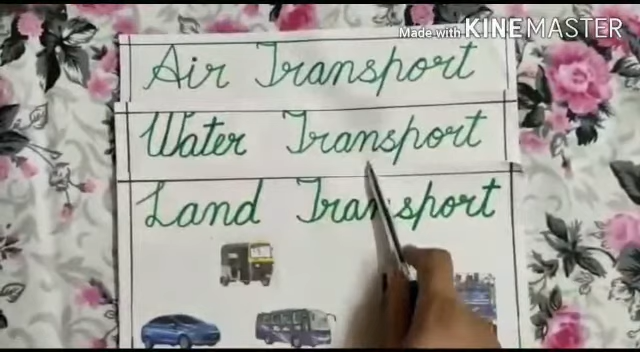 Made with KINEMASTER
Air Transport
Water Transport
Land Transport